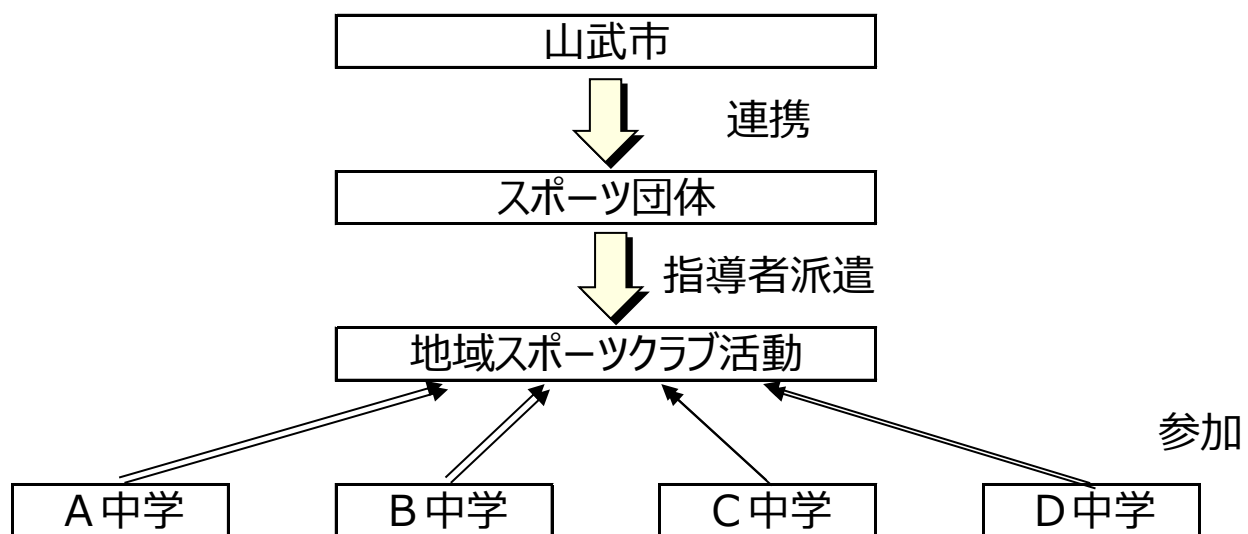 山武市
連携
スポーツ団体
指導者派遣
地域スポーツクラブ活動
参加
A中学
B中学
C中学
D中学